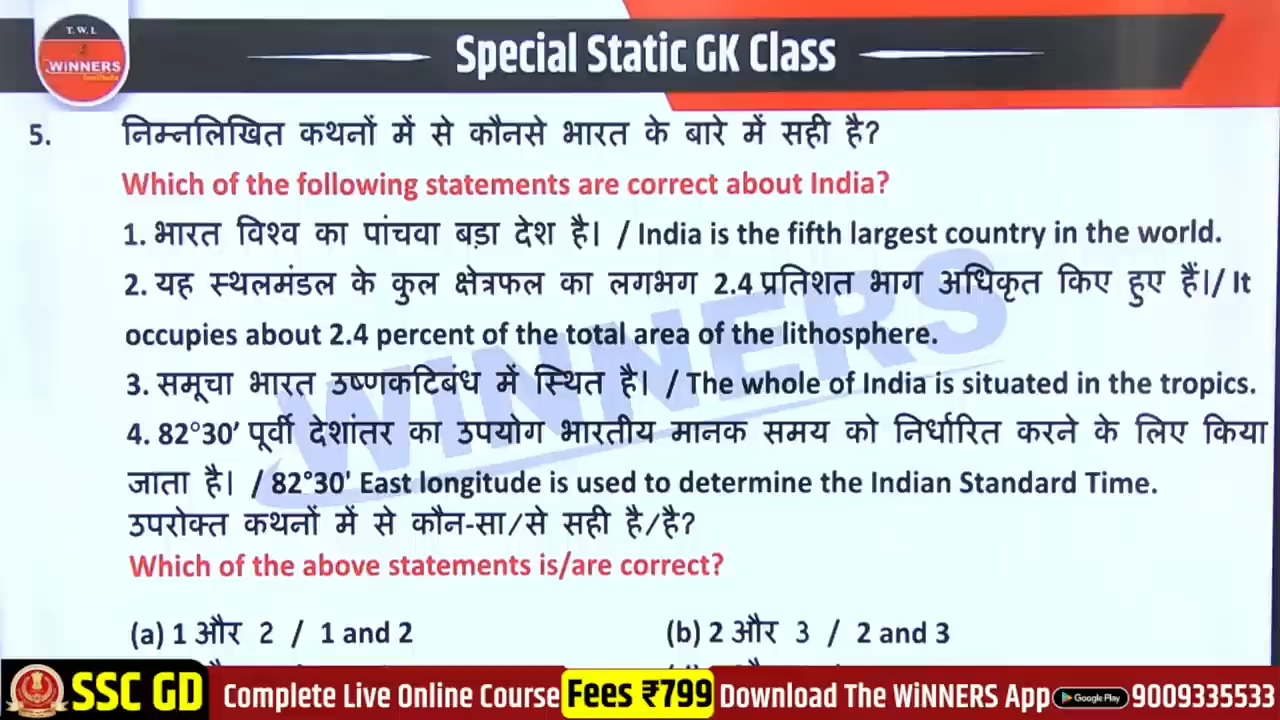 T.W.L
WiNNERS
Special Static GK Class
5. निम्नलिखित कथनों में से कौनसे भारत के बारे में सही है?
Which of the following statements are correct about India?
1. भारत विश्व का पांचवा बड़ा देश है। / India is the fifth largest country in the world.
2. यह स्थलमंडल के कुल क्षेत्रफल का लगभग 2.4 प्रतिशत भाग अधिकृत किए हुए हैं।/ It
occupies about 2.4 percent of the total area of the lithosphere.
3. समूचा भारत उष्णकटिबंध में स्थित है। / The whole of India is situated in the tropics.
4. 82°30’ पूर्वी देशांतर का उपयोग भारतीय मानक समय को निर्धारित करने के लिए किया
जाता है। / 82°30' East longitude is used to determine the Indian Standard Time.
WINNERS
उपरोक्त कथनों में से कौन-सा/से सही है/है?
Which of the above statements is/are correct?
(a) 1 और 2 / 1 and 2 (b) 2 और 3 / 2 and 3
SSC GD Complete Live Online Course Fees ₹799 Download The WiNNERS App Google Play 9009335533